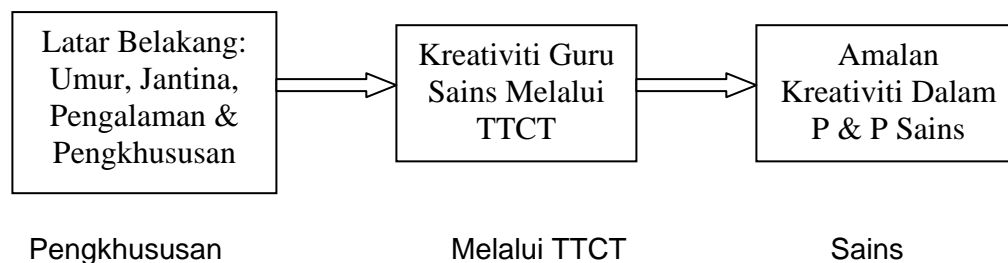 Latar Belakang:
Umur, Jantina,
Pengalaman &
Pengkhususan
Kreativiti Guru
Sains Melalui
TTCT
Amalan
Kreativiti Dalam
P & P Sains
Pengkhususan
Melalui TTCT
Sains